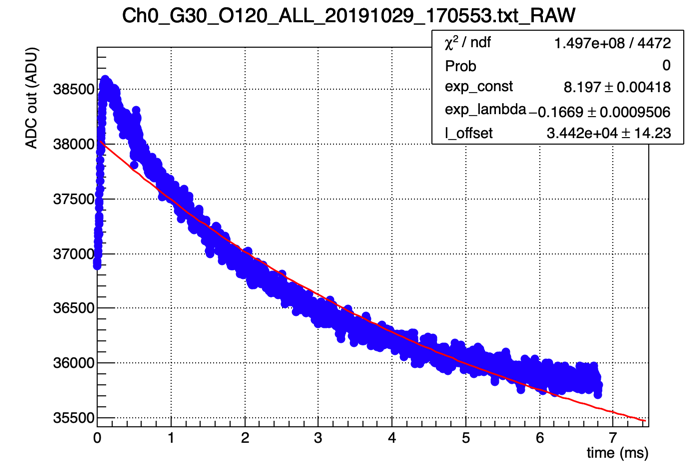 Ch0_G30_O120_ALL_20191029_170553.txt_RAW
χ² / ndf 1.497e+08 / 4472
Prob 0
exp_const 8.197 ± 0.00418
exp_lambda −0.1669 ± 0.0009506
l_offset 3.442e+04 ± 14.23
ADC out (ADU)
38500
38000
37500
37000
36500
36000
35500
0 1 2 3 4 5 6 7
time (ms)